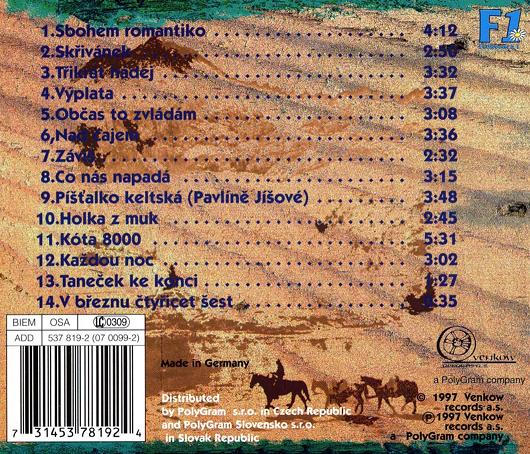 F1
1.Sbohem romantiko 4:12
2.Skřivánek 2:50
3.Třikrát naděj 3:32
4.Výplata 3:37
5.Občas to zvládám 3:08
6,Nad čajem 3:36
7.Závist 2:32
8.Co nás napadá 3:15
9.Píšťalko keltská (Pavlíně Jíšové) 3:48
10.Holka z muk 2:45
11.Kóta 8000 5:31
12.Každou noc 3:02
13.Taneček ke konci :27
14.V březnu čtyřicet šest :35
BIEM OSA LC 0309
ADD 537 819-2 (07 0099-2)
7 31453 78192 4
Made in Germany
Distributed
by PolyGram s.r.o. in Czech Republic
and PolyGram Slovensko s.r.o.
in Slovak Republic
venkow
RECORDS A.S.
a PolyGram company
© 1997 Venkow
records a.s.
℗ 1997 Venkow
records a.s.
a PolyGram company